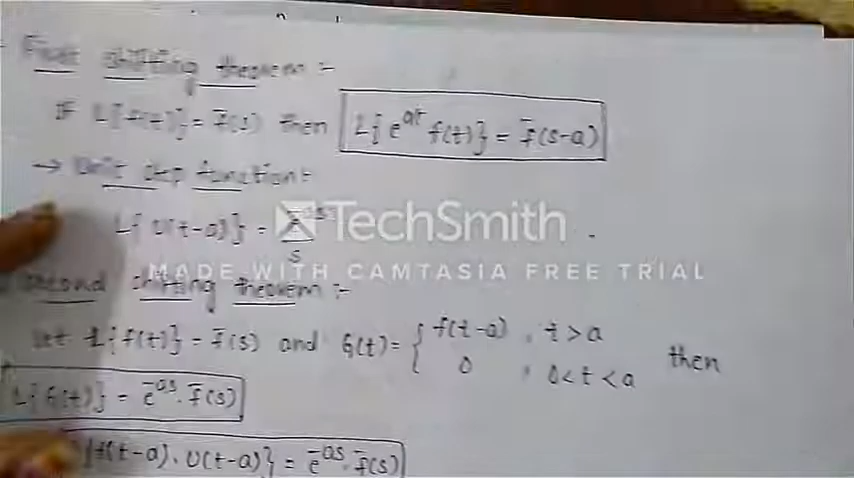 First shifting theorem :-
If L{f(t)} = f̄(s) then L{e^at f(t)} = f̄(s-a)
→ Unit step function:-
L{U(t-a)} = e^-as / s
TechSmith
MADE WITH CAMTASIA FREE TRIAL
Second shifting theorem :-
Let L{f(t)} = f̄(s) and G(t) = { f(t-a) , t>a
0 , 0<t<a then
L{G(t)} = e^-as . f̄(s)
{f(t-a) . U(t-a)} = e^-as . f̄(s)